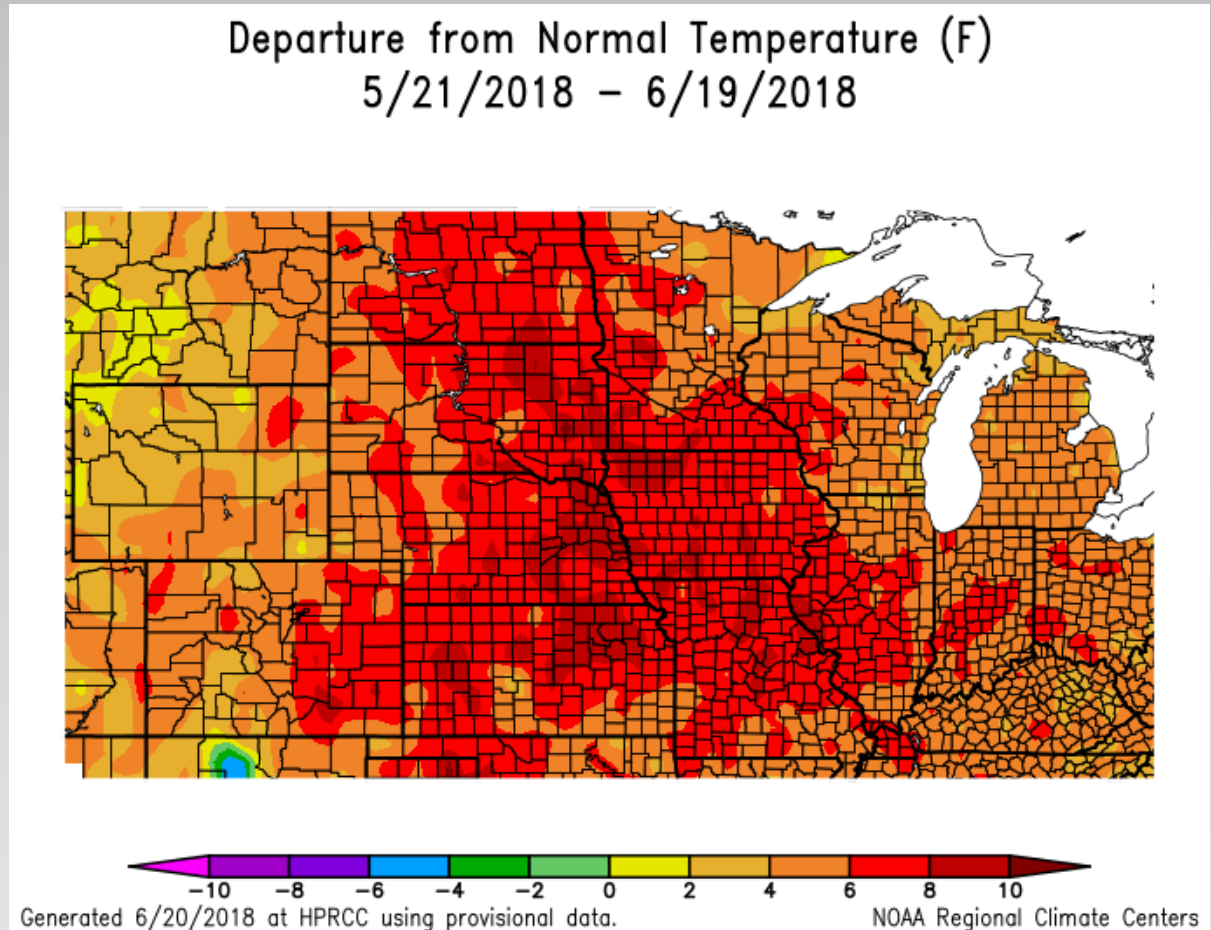 Departure from Normal Temperature (F)
5/21/2018 – 6/19/2018
-10 -8 -6 -4 -2 0 2 4 6 8 10
Generated 6/20/2018 at HPRCC using provisional data. NOAA Regional Climate Centers